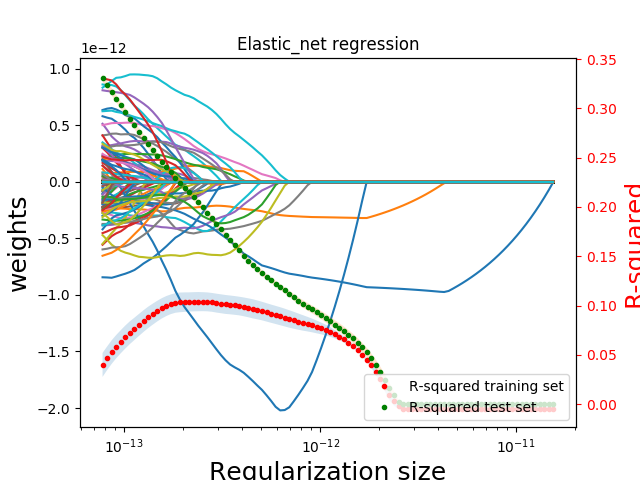 Elastic_net regression
1e−12
1.0
0.5
0.0
−0.5
−1.0
−1.5
−2.0
weights
0.35
0.30
0.25
0.20
0.15
0.10
0.05
0.00
R-squared
R-squared training set
R-squared test set
10−13
10−12
10−11
Regularization size